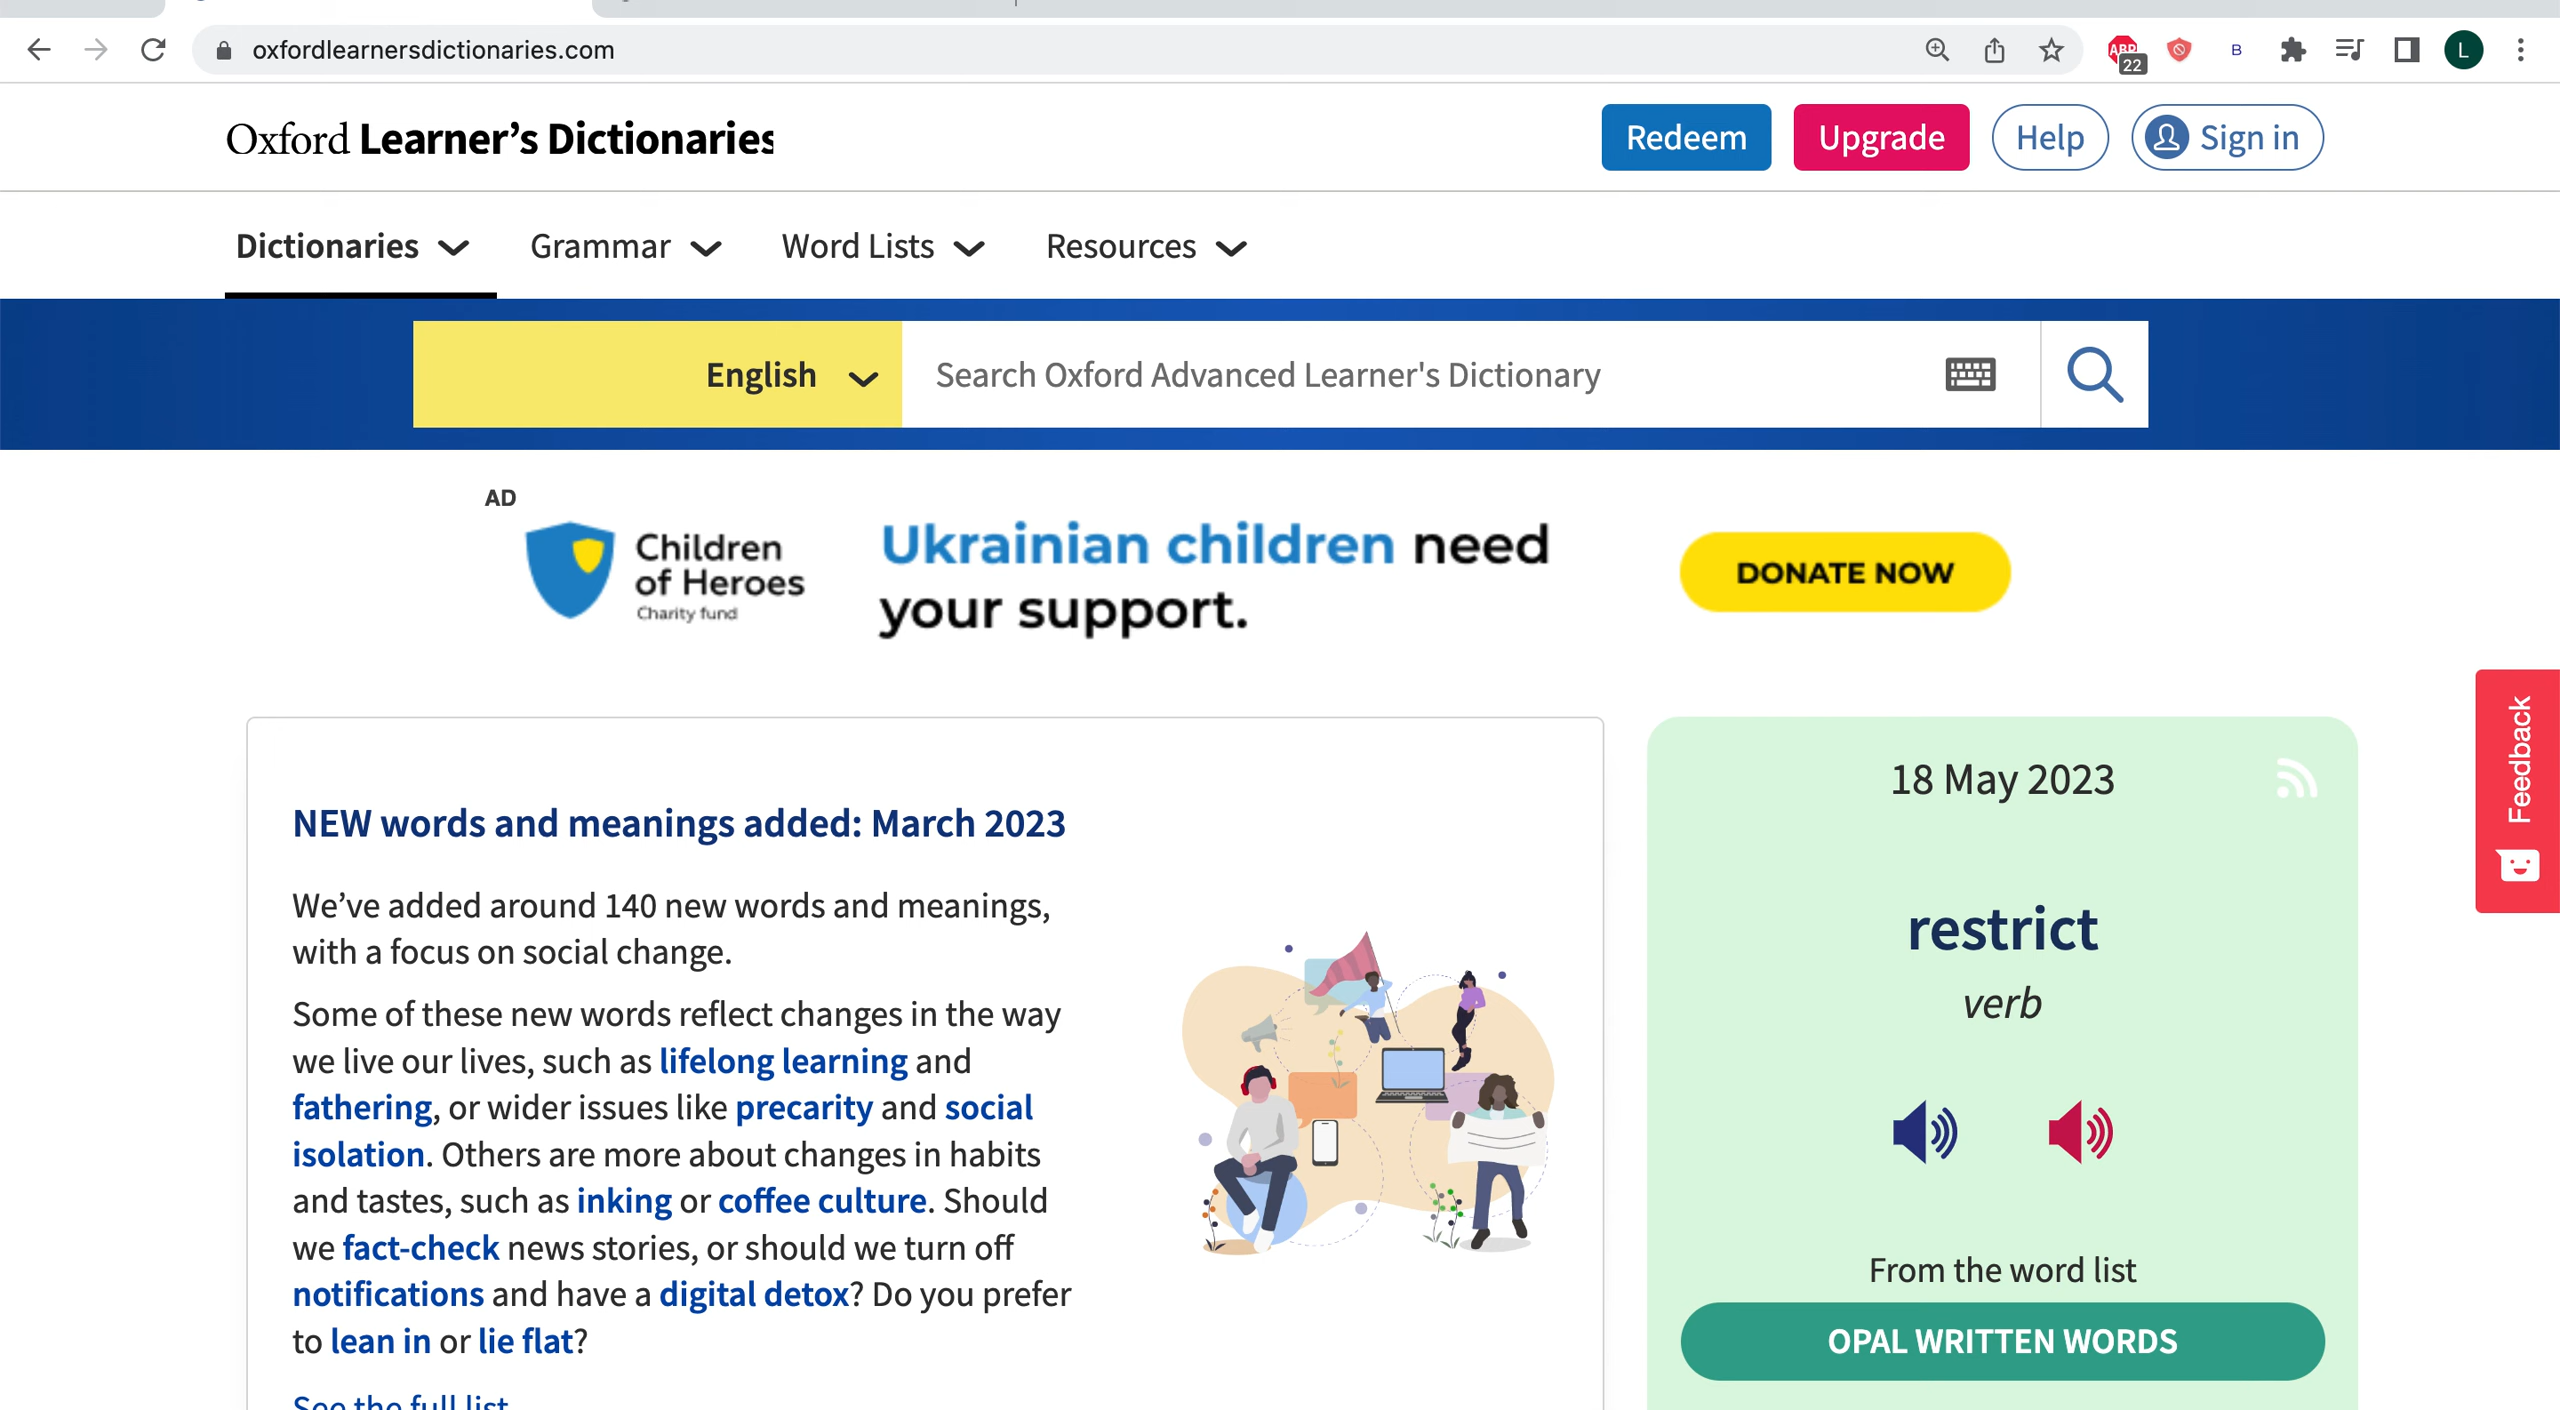 oxfordlearnersdictionaries.com
ABP
22
B
L
Oxford Learner’s Dictionaries
Redeem
Upgrade
Help
Sign in
Dictionaries
Grammar
Word Lists
Resources
English
Search Oxford Advanced Learner's Dictionary
AD
Children
of Heroes
Charity fund
Ukrainian children need
your support.
DONATE NOW
Feedback
NEW words and meanings added: March 2023
We’ve added around 140 new words and meanings,
with a focus on social change.
Some of these new words reflect changes in the way
we live our lives, such as lifelong learning and
fathering, or wider issues like precarity and social
isolation. Others are more about changes in habits
and tastes, such as inking or coffee culture. Should
we fact-check news stories, or should we turn off
notifications and have a digital detox? Do you prefer
to lean in or lie flat?
See the full list
18 May 2023
restrict
verb
From the word list
OPAL WRITTEN WORDS